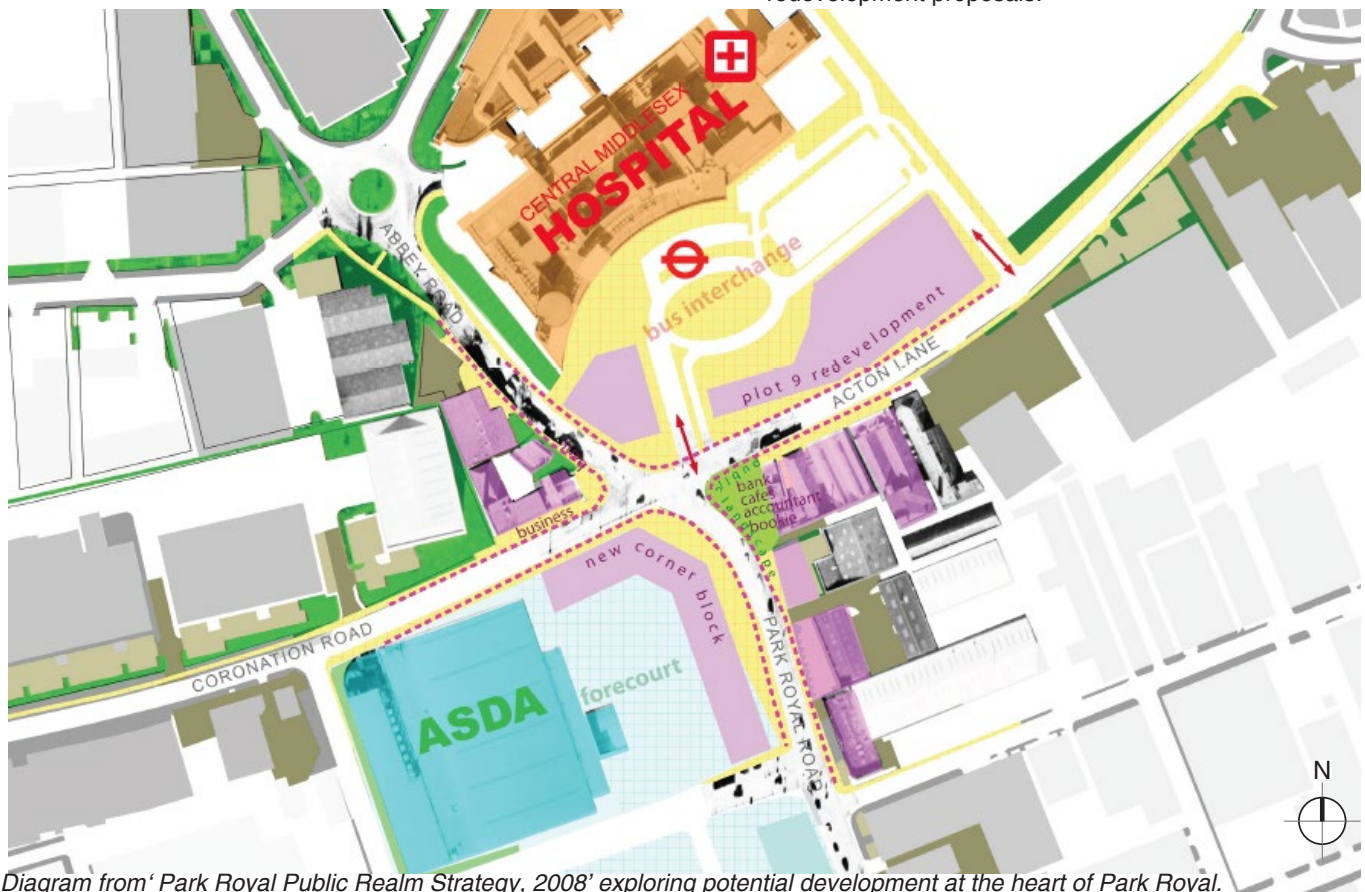 redevelopment proposals.
CENTRAL MIDDLESEX
HOSPITAL
ABBEY ROAD
bus interchange
plot 9 redevelopment
ACTON LANE
bank
cafes
accountant
bookie
public landscape
business
new corner block
CORONATION ROAD
PARK ROYAL ROAD
ASDA
forecourt
N
Diagram from‘ Park Royal Public Realm Strategy, 2008’ exploring potential development at the heart of Park Royal.